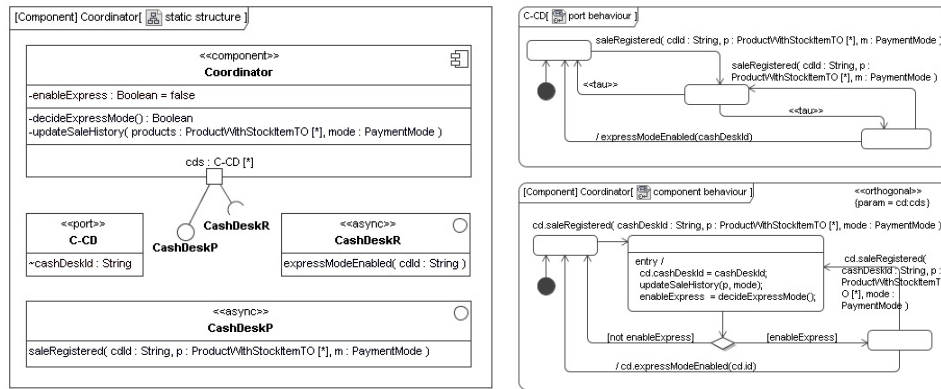 [Component] Coordinator[ static structure ]
<<component>>
Coordinator
-enableExpress : Boolean = false
-decideExpressMode() : Boolean
-updateSaleHistory( products : ProductWithStockItemTO [*], mode : PaymentMode )
cds : C-CD [*]
CashDeskP
CashDeskR
<<port>>
C-CD
~cashDeskId : String
<<async>>
CashDeskR
expressModeEnabled( cdId : String )
<<async>>
CashDeskP
saleRegistered( cdId : String, p : ProductWithStockItemTO [*], m : PaymentMode )
C-CD[ port behaviour ]
saleRegistered( cdId : String, p : ProductWithStockItemTO [*], m : PaymentMode )
saleRegistered( cdId : String, p :
ProductWithStockItemTO [*], m : PaymentMode )
<<tau>>
<<tau>>
/ expressModeEnabled(cashDeskId)
[Component] Coordinator[ component behaviour ]
<<orthogonal>>
{param = cd:cds}
cd.saleRegistered( cashDeskId : String, p : ProductWithStockItemTO [*], mode : PaymentMode )
entry /
cd.cashDeskId = cashDeskId;
updateSaleHistory(p, mode);
enableExpress = decideExpressMode();
cd.saleRegistered(
cashDeskId : String, p :
ProductWithStockItemT
O [*], mode :
PaymentMode )
[not enableExpress]
[enableExpress]
/ cd.expressModeEnabled(cd.id)